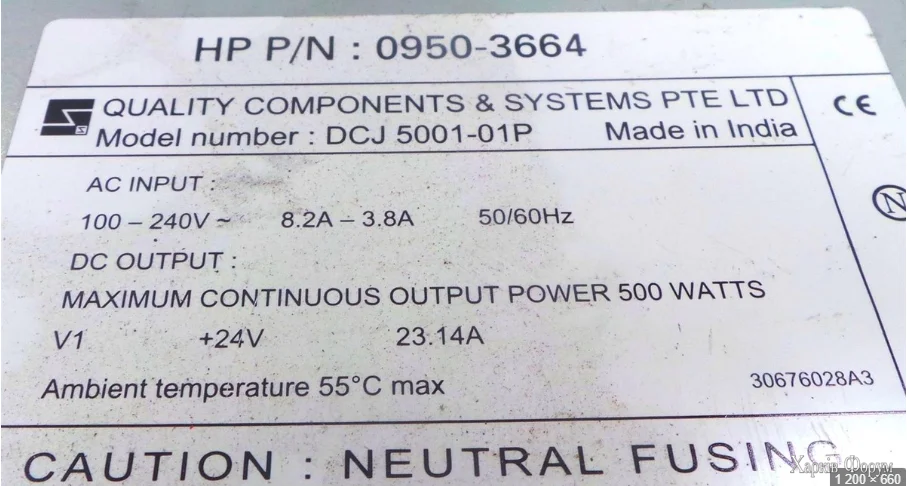 HP P/N : 0950-3664
QUALITY COMPONENTS & SYSTEMS PTE LTD
Model number : DCJ 5001-01P Made in India
CE
AC INPUT :
100 – 240V ~ 8.2A – 3.8A 50/60Hz
N
DC OUTPUT :
MAXIMUM CONTINUOUS OUTPUT POWER 500 WATTS
V1 +24V 23.14A
Ambient temperature 55°C max 30676028A3
CAUTION : NEUTRAL FUSING
Харків Форум
1 200 × 660